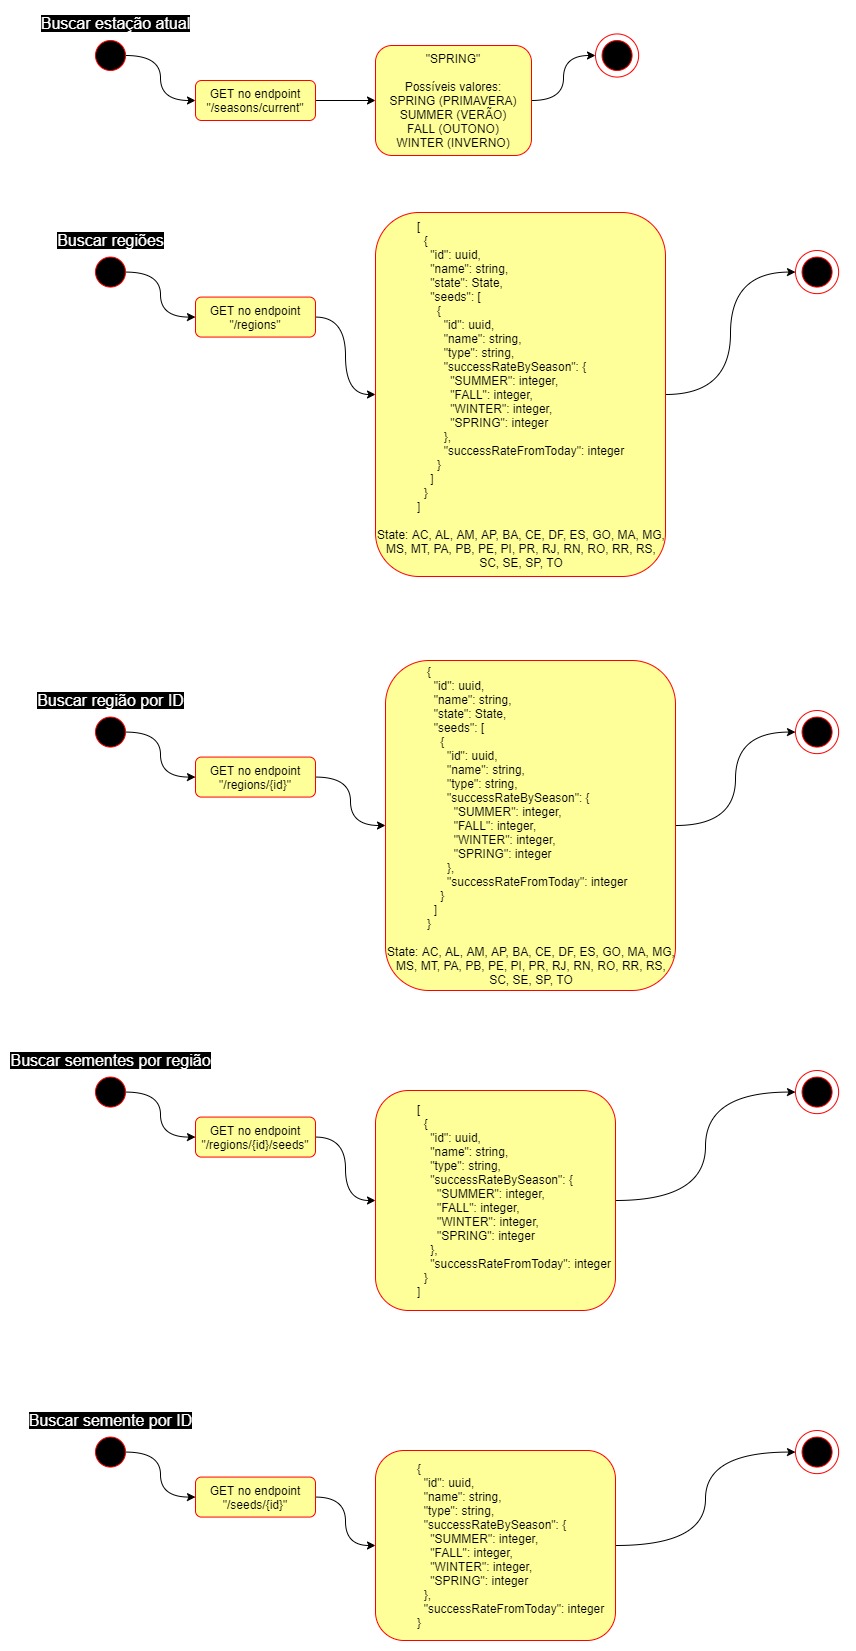 Buscar estação atual
GET no endpoint
"/seasons/current"
"SPRING"
Possíveis valores:
SPRING (PRIMAVERA)
SUMMER (VERÃO)
FALL (OUTONO)
WINTER (INVERNO)
Buscar regiões
GET no endpoint
"/regions"
[
{
"id": uuid,
"name": string,
"state": State,
"seeds": [
{
"id": uuid,
"name": string,
"type": string,
"successRateBySeason": {
"SUMMER": integer,
"FALL": integer,
"WINTER": integer,
"SPRING": integer
},
"successRateFromToday": integer
}
]
}
]
State: AC, AL, AM, AP, BA, CE, DF, ES, GO, MA, MG,
MS, MT, PA, PB, PE, PI, PR, RJ, RN, RO, RR, RS,
SC, SE, SP, TO
Buscar região por ID
GET no endpoint
"/regions/{id}"
{
"id": uuid,
"name": string,
"state": State,
"seeds": [
{
"id": uuid,
"name": string,
"type": string,
"successRateBySeason": {
"SUMMER": integer,
"FALL": integer,
"WINTER": integer,
"SPRING": integer
},
"successRateFromToday": integer
}
]
}
State: AC, AL, AM, AP, BA, CE, DF, ES, GO, MA, MG,
MS, MT, PA, PB, PE, PI, PR, RJ, RN, RO, RR, RS,
SC, SE, SP, TO
Buscar sementes por região
GET no endpoint
"/regions/{id}/seeds"
[
{
"id": uuid,
"name": string,
"type": string,
"successRateBySeason": {
"SUMMER": integer,
"FALL": integer,
"WINTER": integer,
"SPRING": integer
},
"successRateFromToday": integer
}
]
Buscar semente por ID
GET no endpoint
"/seeds/{id}"
{
"id": uuid,
"name": string,
"type": string,
"successRateBySeason": {
"SUMMER": integer,
"FALL": integer,
"WINTER": integer,
"SPRING": integer
},
"successRateFromToday": integer
}